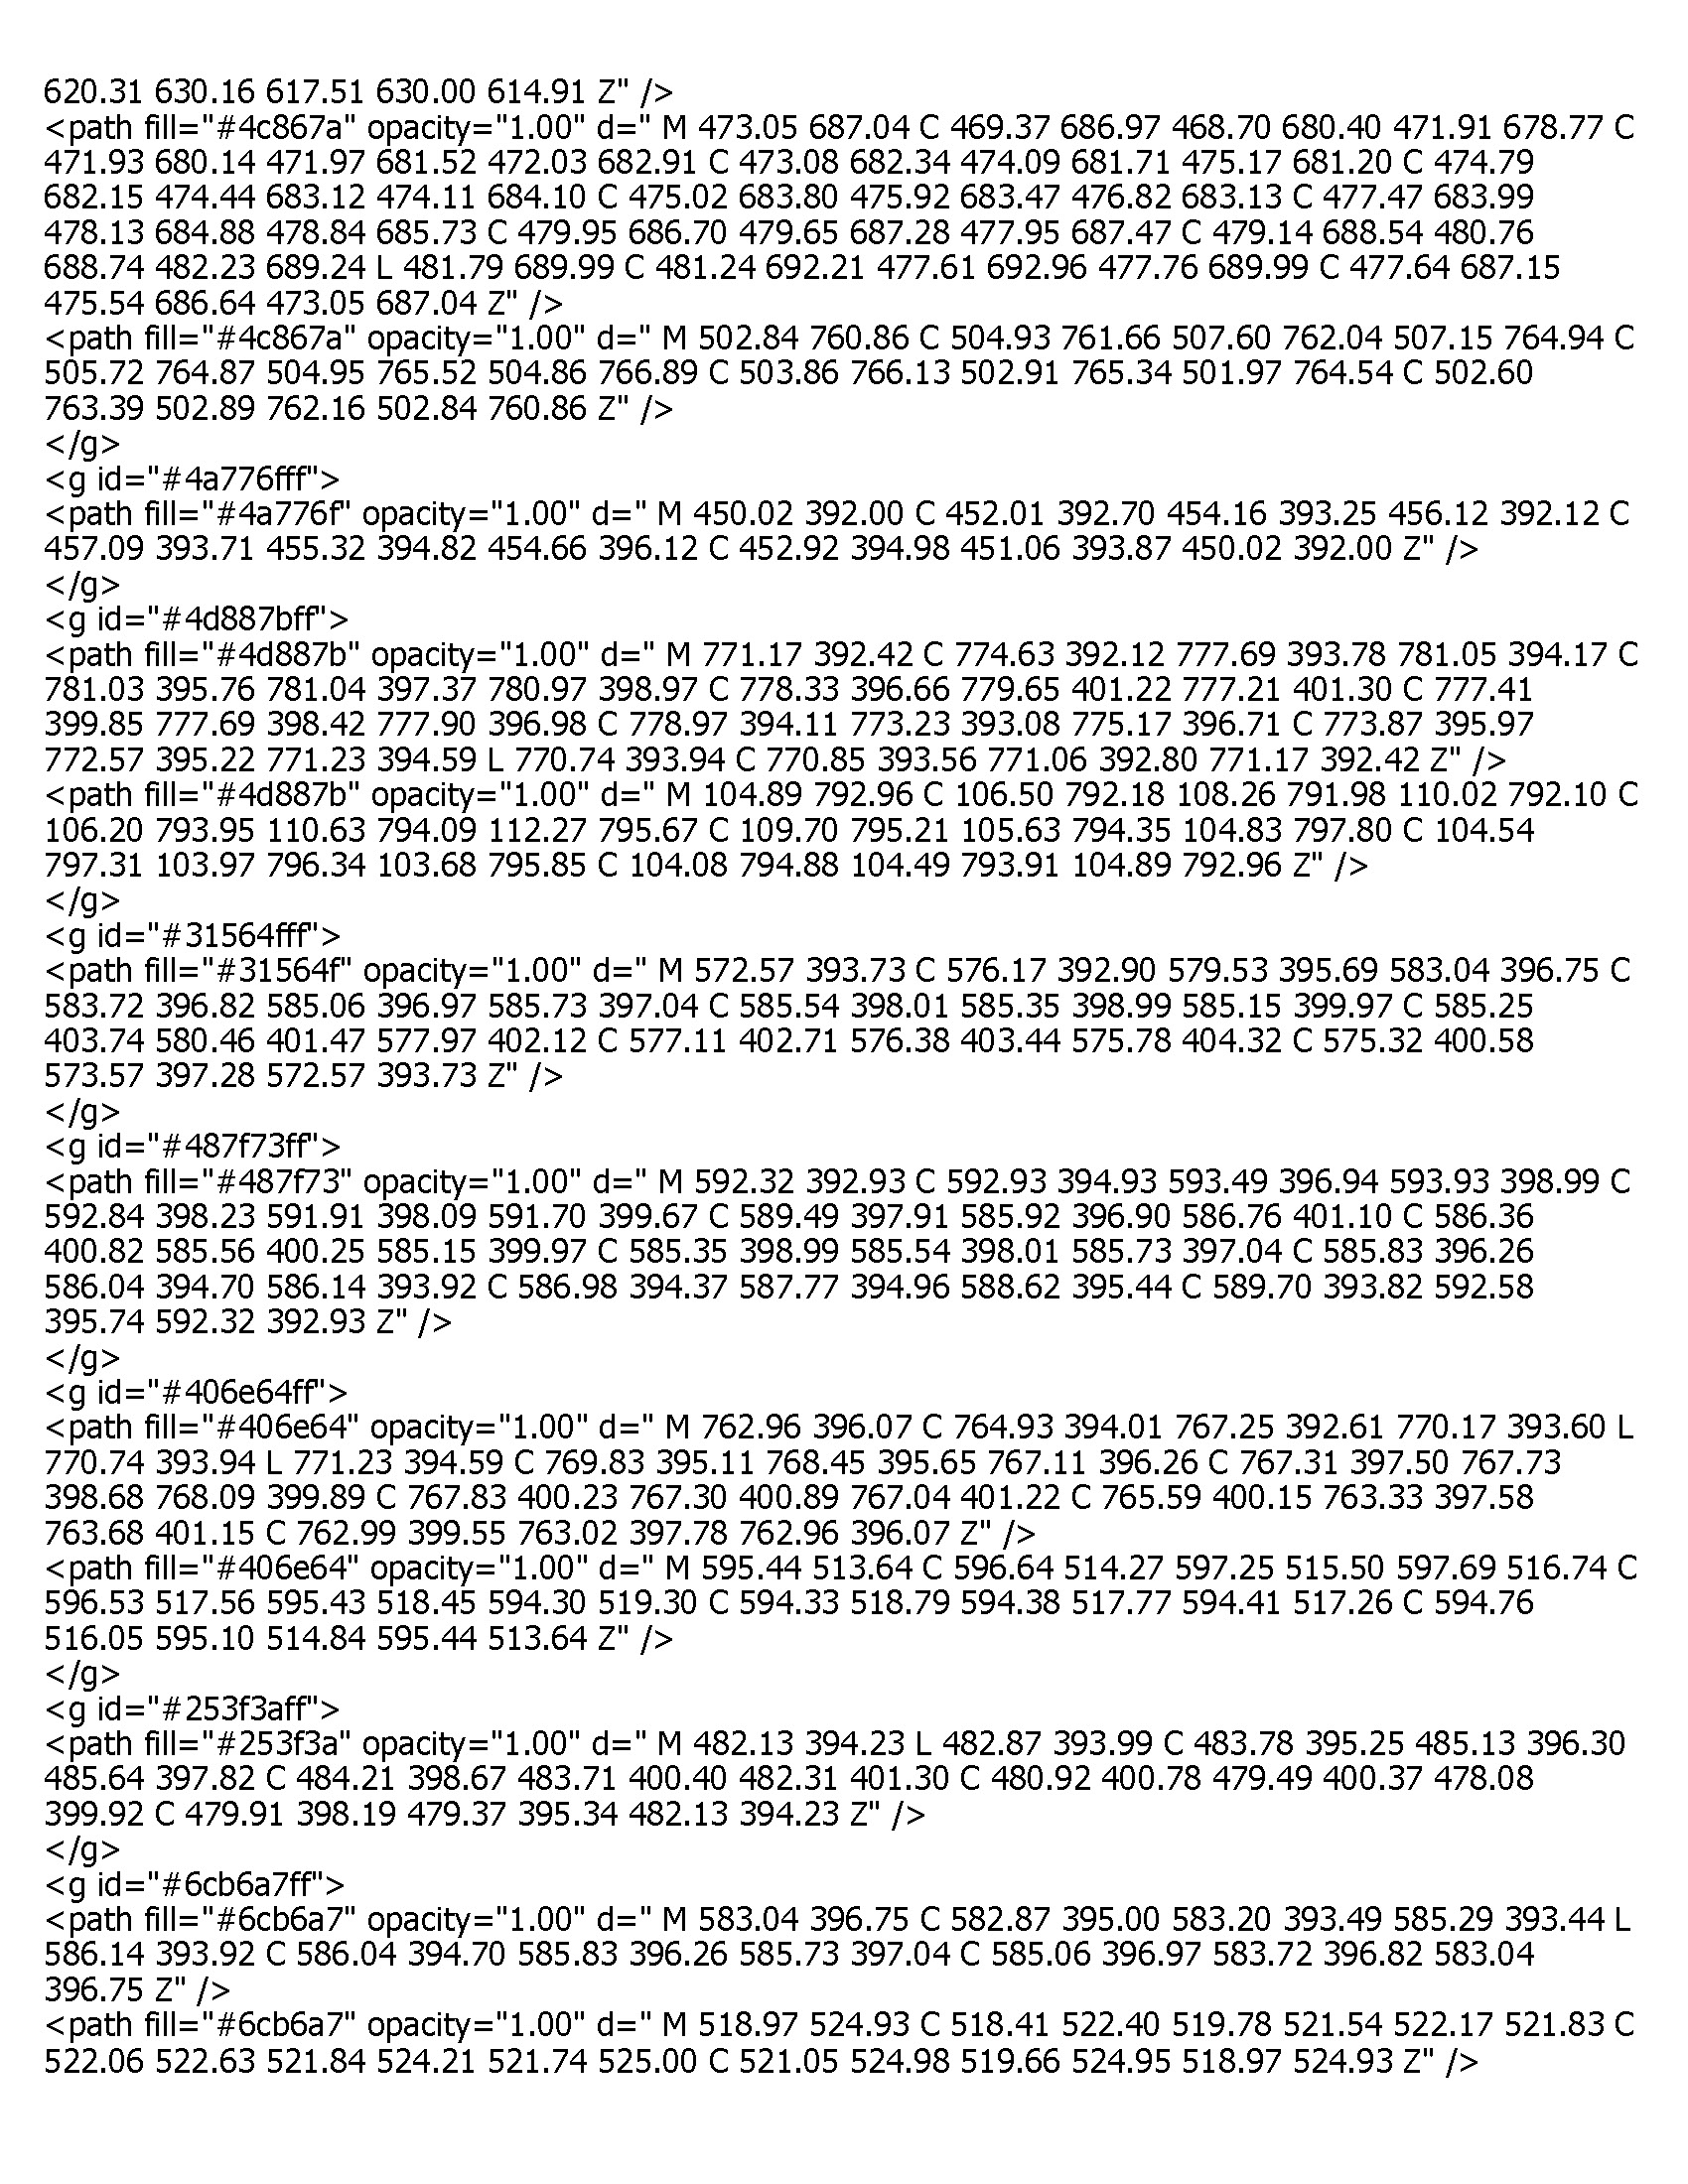 620.31 630.16 617.51 630.00 614.91 Z" />
<path fill="#4c867a" opacity="1.00" d=" M 473.05 687.04 C 469.37 686.97 468.70 680.40 471.91 678.77 C
471.93 680.14 471.97 681.52 472.03 682.91 C 473.08 682.34 474.09 681.71 475.17 681.20 C 474.79
682.15 474.44 683.12 474.11 684.10 C 475.02 683.80 475.92 683.47 476.82 683.13 C 477.47 683.99
478.13 684.88 478.84 685.73 C 479.95 686.70 479.65 687.28 477.95 687.47 C 479.14 688.54 480.76
688.74 482.23 689.24 L 481.79 689.99 C 481.24 692.21 477.61 692.96 477.76 689.99 C 477.64 687.15
475.54 686.64 473.05 687.04 Z" />
<path fill="#4c867a" opacity="1.00" d=" M 502.84 760.86 C 504.93 761.66 507.60 762.04 507.15 764.94 C
505.72 764.87 504.95 765.52 504.86 766.89 C 503.86 766.13 502.91 765.34 501.97 764.54 C 502.60
763.39 502.89 762.16 502.84 760.86 Z" />
</g>
<g id="#4a776fff">
<path fill="#4a776f" opacity="1.00" d=" M 450.02 392.00 C 452.01 392.70 454.16 393.25 456.12 392.12 C
457.09 393.71 455.32 394.82 454.66 396.12 C 452.92 394.98 451.06 393.87 450.02 392.00 Z" />
</g>
<g id="#4d887bff">
<path fill="#4d887b" opacity="1.00" d=" M 771.17 392.42 C 774.63 392.12 777.69 393.78 781.05 394.17 C
781.03 395.76 781.04 397.37 780.97 398.97 C 778.33 396.66 779.65 401.22 777.21 401.30 C 777.41
399.85 777.69 398.42 777.90 396.98 C 778.97 394.11 773.23 393.08 775.17 396.71 C 773.87 395.97
772.57 395.22 771.23 394.59 L 770.74 393.94 C 770.85 393.56 771.06 392.80 771.17 392.42 Z" />
<path fill="#4d887b" opacity="1.00" d=" M 104.89 792.96 C 106.50 792.18 108.26 791.98 110.02 792.10 C
106.20 793.95 110.63 794.09 112.27 795.67 C 109.70 795.21 105.63 794.35 104.83 797.80 C 104.54
797.31 103.97 796.34 103.68 795.85 C 104.08 794.88 104.49 793.91 104.89 792.96 Z" />
</g>
<g id="#31564fff">
<path fill="#31564f" opacity="1.00" d=" M 572.57 393.73 C 576.17 392.90 579.53 395.69 583.04 396.75 C
583.72 396.82 585.06 396.97 585.73 397.04 C 585.54 398.01 585.35 398.99 585.15 399.97 C 585.25
403.74 580.46 401.47 577.97 402.12 C 577.11 402.71 576.38 403.44 575.78 404.32 C 575.32 400.58
573.57 397.28 572.57 393.73 Z" />
</g>
<g id="#487f73ff">
<path fill="#487f73" opacity="1.00" d=" M 592.32 392.93 C 592.93 394.93 593.49 396.94 593.93 398.99 C
592.84 398.23 591.91 398.09 591.70 399.67 C 589.49 397.91 585.92 396.90 586.76 401.10 C 586.36
400.82 585.56 400.25 585.15 399.97 C 585.35 398.99 585.54 398.01 585.73 397.04 C 585.83 396.26
586.04 394.70 586.14 393.92 C 586.98 394.37 587.77 394.96 588.62 395.44 C 589.70 393.82 592.58
395.74 592.32 392.93 Z" />
</g>
<g id="#406e64ff">
<path fill="#406e64" opacity="1.00" d=" M 762.96 396.07 C 764.93 394.01 767.25 392.61 770.17 393.60 L
770.74 393.94 L 771.23 394.59 C 769.83 395.11 768.45 395.65 767.11 396.26 C 767.31 397.50 767.73
398.68 768.09 399.89 C 767.83 400.23 767.30 400.89 767.04 401.22 C 765.59 400.15 763.33 397.58
763.68 401.15 C 762.99 399.55 763.02 397.78 762.96 396.07 Z" />
<path fill="#406e64" opacity="1.00" d=" M 595.44 513.64 C 596.64 514.27 597.25 515.50 597.69 516.74 C
596.53 517.56 595.43 518.45 594.30 519.30 C 594.33 518.79 594.38 517.77 594.41 517.26 C 594.76
516.05 595.10 514.84 595.44 513.64 Z" />
</g>
<g id="#253f3aff">
<path fill="#253f3a" opacity="1.00" d=" M 482.13 394.23 L 482.87 393.99 C 483.78 395.25 485.13 396.30
485.64 397.82 C 484.21 398.67 483.71 400.40 482.31 401.30 C 480.92 400.78 479.49 400.37 478.08
399.92 C 479.91 398.19 479.37 395.34 482.13 394.23 Z" />
</g>
<g id="#6cb6a7ff">
<path fill="#6cb6a7" opacity="1.00" d=" M 583.04 396.75 C 582.87 395.00 583.20 393.49 585.29 393.44 L
586.14 393.92 C 586.04 394.70 585.83 396.26 585.73 397.04 C 585.06 396.97 583.72 396.82 583.04
396.75 Z" />
<path fill="#6cb6a7" opacity="1.00" d=" M 518.97 524.93 C 518.41 522.40 519.78 521.54 522.17 521.83 C
522.06 522.63 521.84 524.21 521.74 525.00 C 521.05 524.98 519.66 524.95 518.97 524.93 Z" />